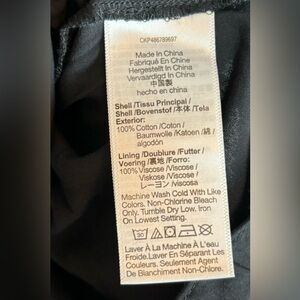 CKP486789697
Made In China
Fabriqué En Chine
Hergestellt In China
Vervaardigd In China
中国製
hecho en china
Shell /Tissu Principal /
Shell /Bovenstof /本体 /Tela
Exterior:
100% Cotton /Coton /
Baumwolle /Katoen /綿 /
algodón
Lining /Doublure /Futter /
Voering /裏地 /Forro:
100% Viscose /Viscose /
Viskose /Viscose /
レーヨン /viscosa
Machine Wash Cold With Like
Colors. Non-Chlorine Bleach
Only. Tumble Dry Low. Iron
On Lowest Setting.
30
Laver À La Machine À L'eau
Froide.Laver En Séparant Les
Couleurs. Seulement Agent
De Blanchiment Non-Chlore.